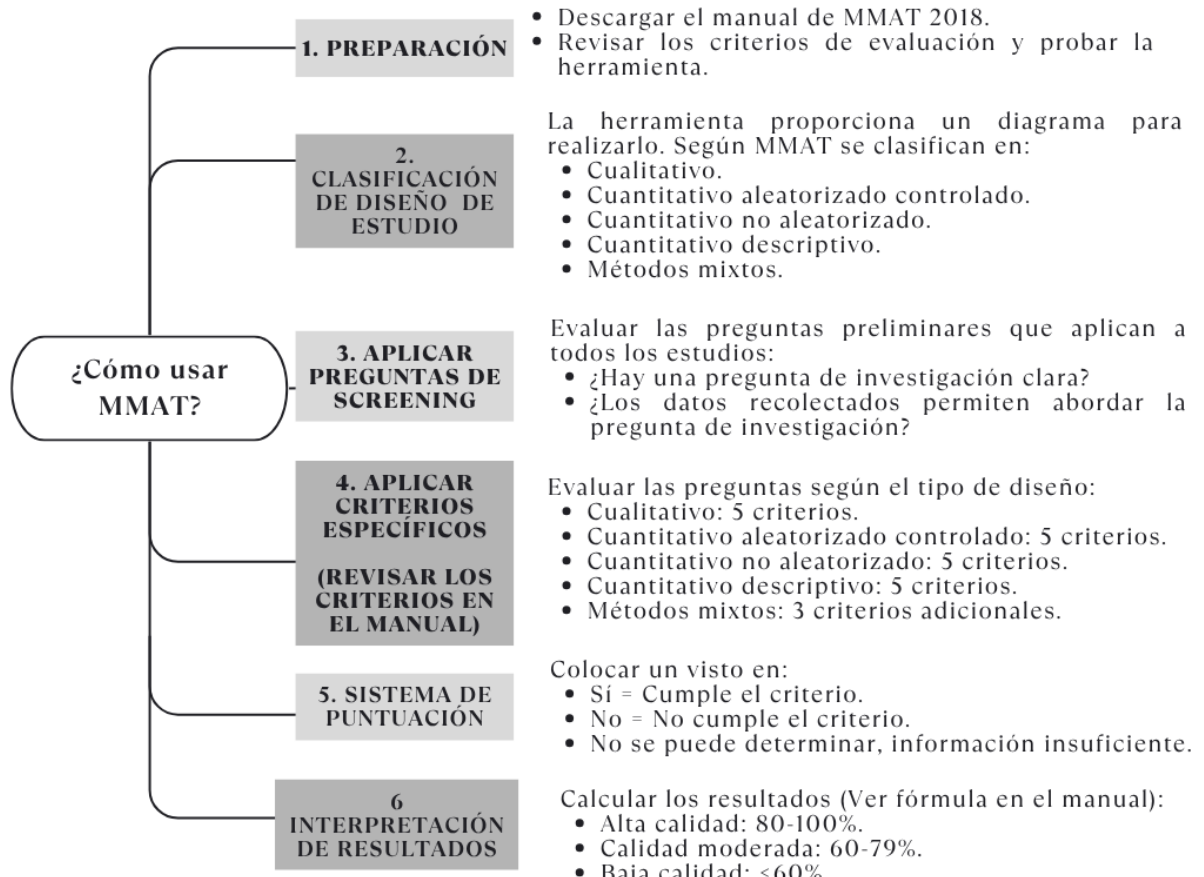 ¿Cómo usar
MMAT?
1. PREPARACIÓN
• Descargar el manual de MMAT 2018.
• Revisar los criterios de evaluación y probar la
herramienta.
2.
CLASIFICACIÓN
DE DISEÑO DE
ESTUDIO
La herramienta proporciona un diagrama para
realizarlo. Según MMAT se clasifican en:
• Cualitativo.
• Cuantitativo aleatorizado controlado.
• Cuantitativo no aleatorizado.
• Cuantitativo descriptivo.
• Métodos mixtos.
3. APLICAR
PREGUNTAS DE
SCREENING
Evaluar las preguntas preliminares que aplican a
todos los estudios:
• ¿Hay una pregunta de investigación clara?
• ¿Los datos recolectados permiten abordar la
pregunta de investigación?
4. APLICAR
CRITERIOS
ESPECÍFICOS
(REVISAR LOS
CRITERIOS EN
EL MANUAL)
Evaluar las preguntas según el tipo de diseño:
• Cualitativo: 5 criterios.
• Cuantitativo aleatorizado controlado: 5 criterios.
• Cuantitativo no aleatorizado: 5 criterios.
• Cuantitativo descriptivo: 5 criterios.
• Métodos mixtos: 3 criterios adicionales.
5. SISTEMA DE
PUNTUACIÓN
Colocar un visto en:
• Sí = Cumple el criterio.
• No = No cumple el criterio.
• No se puede determinar, información insuficiente.
6
INTERPRETACIÓN
DE RESULTADOS
Calcular los resultados (Ver fórmula en el manual):
• Alta calidad: 80-100%.
• Calidad moderada: 60-79%.
• Baja calidad: <60%